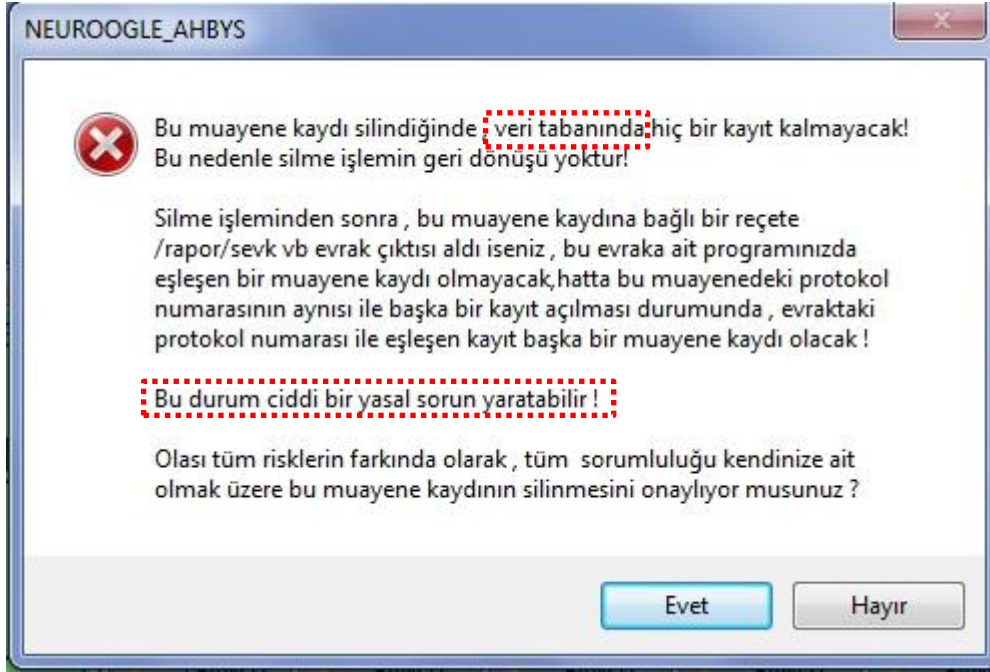 NEUROOGLE_AHBYS
Bu muayene kaydı silindiğinde , veri tabanında hiç bir kayıt kalmayacak!
Bu nedenle silme işlemin geri dönüşü yoktur!
Silme işleminden sonra , bu muayene kaydına bağlı bir reçete
/rapor/sevk vb evrak çıktısı aldı iseniz , bu evraka ait programınızda
eşleşen bir muayene kaydı olmayacak,hatta bu muayenedeki protokol
numarasının aynısı ile başka bir kayıt açılması durumunda , evraktaki
protokol numarası ile eşleşen kayıt başka bir muayene kaydı olacak !
Bu durum ciddi bir yasal sorun yaratabilir !
Olası tüm risklerin farkında olarak , tüm  sorumluluğu kendinize ait
olmak üzere bu muayene kaydının silinmesini onaylıyor musunuz ?
Evet
Hayır